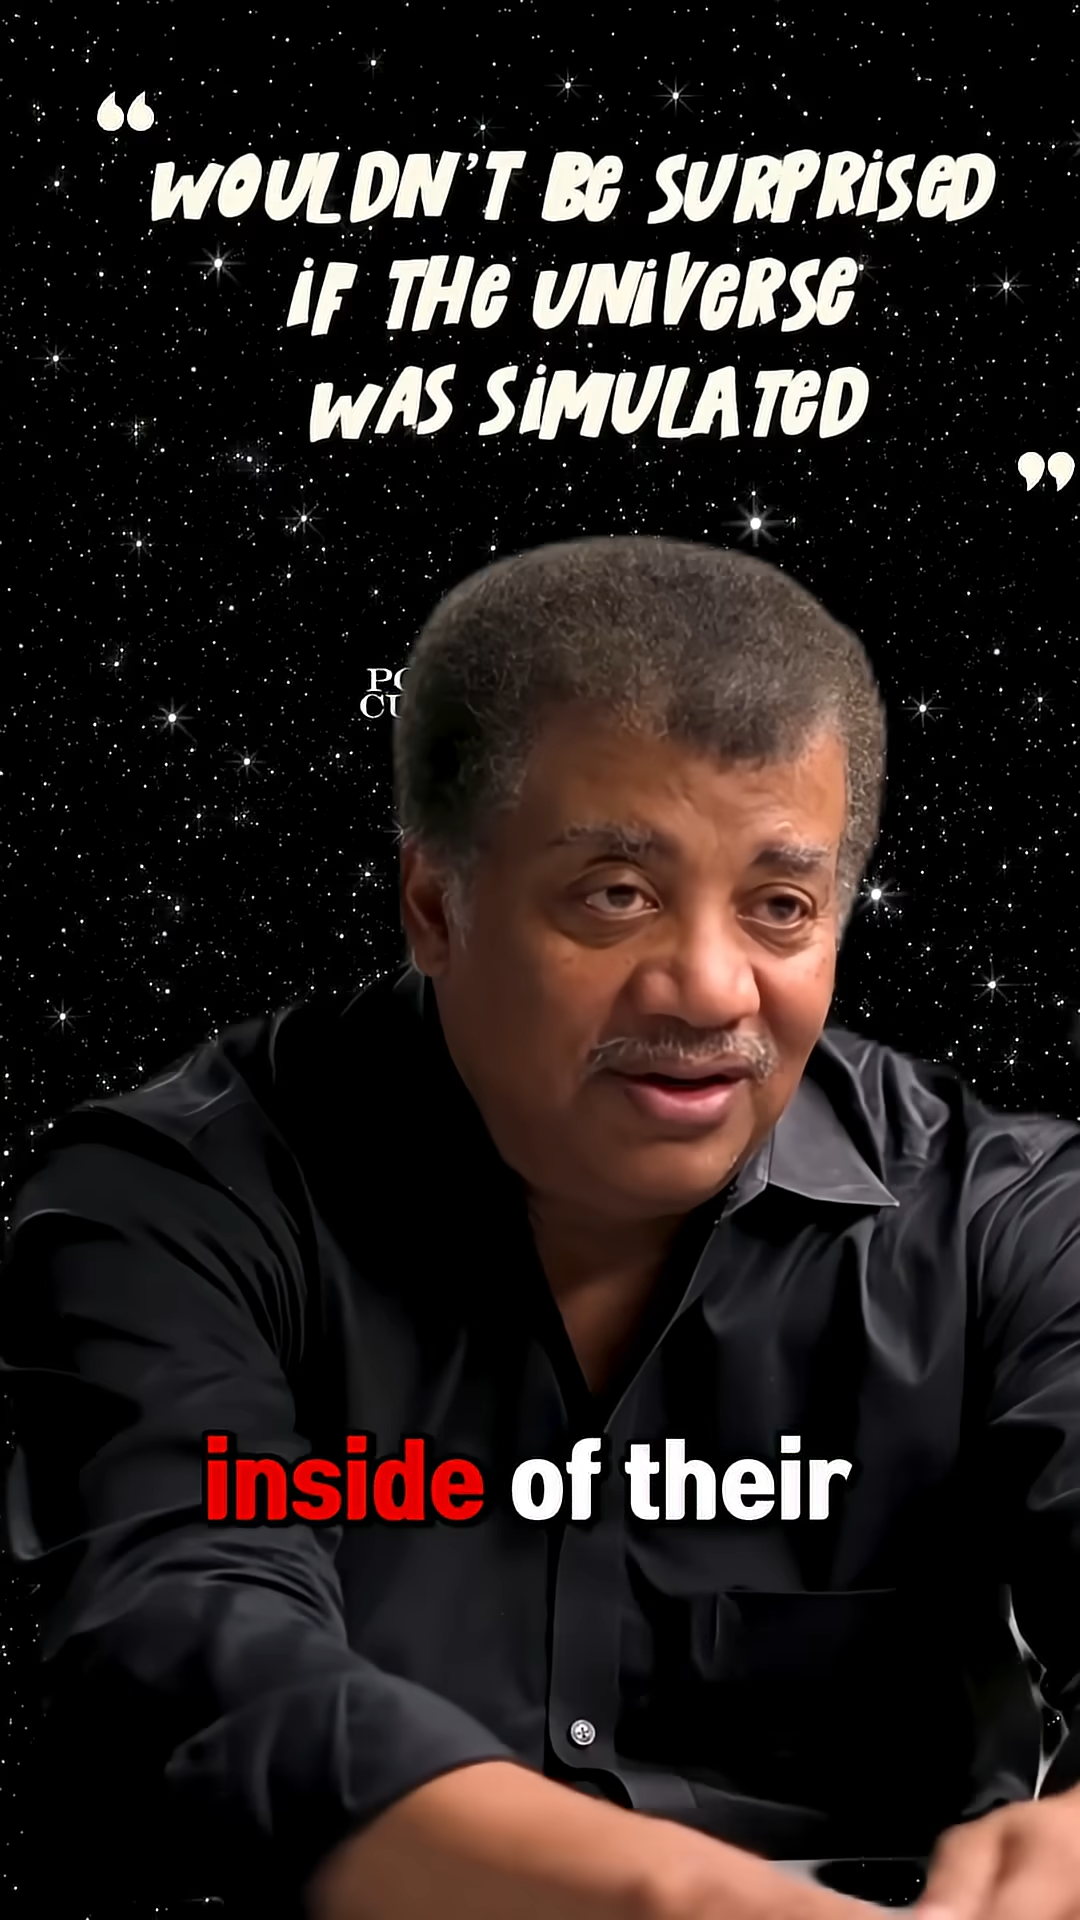 “
WOULDN'T BE SURPRISED
IF THE UNIVERSE
WAS SIMULATED
”
inside of their